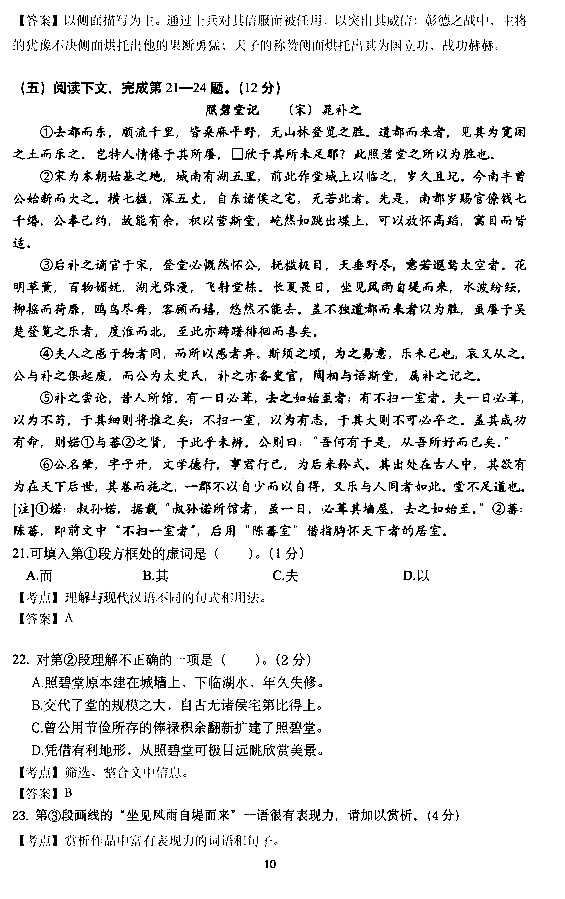 【答案】以侧面描写为主。通过士兵对其信服而被任用，以突出其威信；彰德之战中，主将
的犹豫不决侧面烘托出他的果断勇猛；天子的称赞侧面烘托出其为国立功、战功赫赫。
（五）阅读下文，完成第21—24题。（12分）
照碧堂记 （宋）晁补之
①去都而东，顺流千里，皆桑麻平野，无山林登览之胜。道都而来者，见其为宽闲
之土而乐之。岂特人情倦于其所屡，□欣于其所未足耶？此照碧堂之所以为胜也。
②宋为本朝始基之地，城南有湖五里，前此作堂城上以临之，岁久且圮。今南丰曾
公始新而大之。横七楹，深五丈，自东诸侯之宅，无若此者。先是，南都岁赐官僚钱七
千缗，公奉己约，故能有余，积以营斯堂，屹然如跳出堞上，可以放怀高蹈，寓目而皆
适。
③后补之谪官于宋，登堂必慨然怀公，抚槛极目，天垂野尽，意若遐骛太空者。花
明草薰，百物媚妩，湖光弥漫，飞射堂栋。长夏畏日，坐见风雨自堤而来，水波纷纭，
柳摇而荷靡，鸥鸟尽舞，客顾而嬉，悠然不能去。盖不独道都而来者以为胜，虽屡于吴
楚登览之乐者，度淮而北，至此亦踌躇徘徊而喜矣。
④夫人之感于物者同，而所以感者异。斯须之顷，为之易意，乐未已也，哀又从之。
公与补之俱起废，而公为太史氏，补之亦备史官，间相与语斯堂，属补之记之。
⑤补之尝论，昔人所馆，有一日必葺，去之如始至者；有不扫一室者。夫一日必葺，
以为不苟，于其细则将推之矣；不扫一室，以为有志，于其大则不可必卒之。盖其成功
有命，则婼①与蕃②之贤，于此乎未辨。公则曰："吾何有于是，从吾所好而已矣。"
⑥公名肇，字子开，文学德行，事君行己，为后来矜式。其出处在古人中，其欲有
为在天下后世，其卷而施之，一郡不以自少而以自得，又乐与人同者如此。堂不足道也。
[注]①婼：叔孙婼，据载"叔孙婼所馆者，虽一日，必葺其墙屋，去之如始至。"②蕃：
陈蕃，即前文中"不扫一室者"，后用"陈蕃室"借指胸怀天下者的居室。
21.可填入第①段方框处的虚词是（ ）。（1分）
A.而 B.其 C.夫 D.以
【考点】理解与现代汉语不同的句式和用法。
【答案】A
22. 对第②段理解不正确的一项是（ ）。（2分）
A.照碧堂原本建在城墙上，下临湖水，年久失修。
B.交代了堂的规模之大，自古无诸侯宅第比得上。
C.曾公用节俭所存的俸禄积余翻新扩建了照碧堂。
D.凭借有利地形，从照碧堂可极目远眺欣赏美景。
【考点】筛选、整合文中信息。
【答案】B
23. 第③段画线的"坐见风雨自堤而来"一语很有表现力，请加以赏析。（4分）
【考点】赏析作品中富有表现力的词语和句子。
10